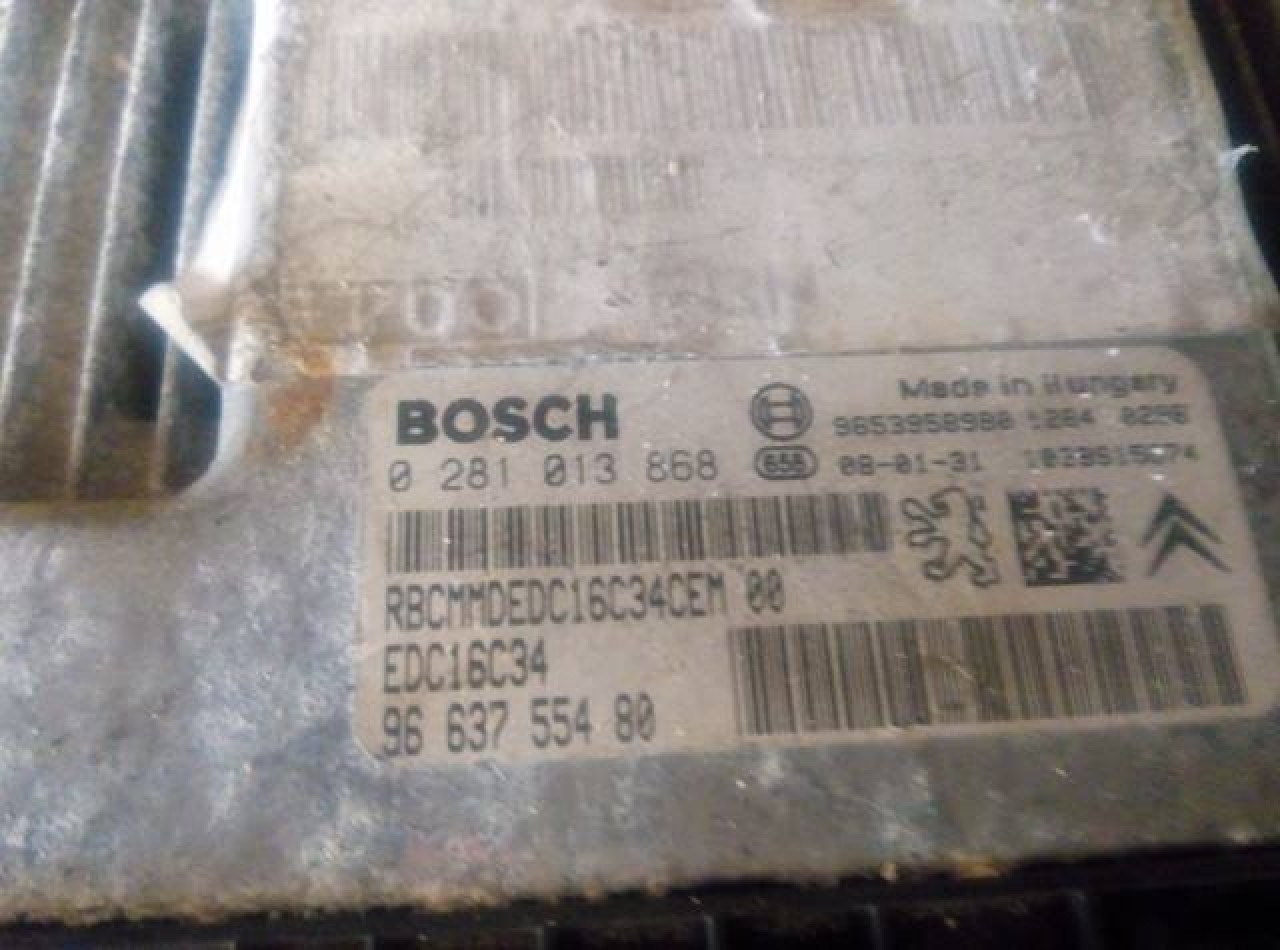 BOSCH
Made in Hungary
9653958980 1284 0296
0 281 013 868
656 08-01-31
RBCMMDEDC16C34CEM 00
EDC16C34
96 637 554 80